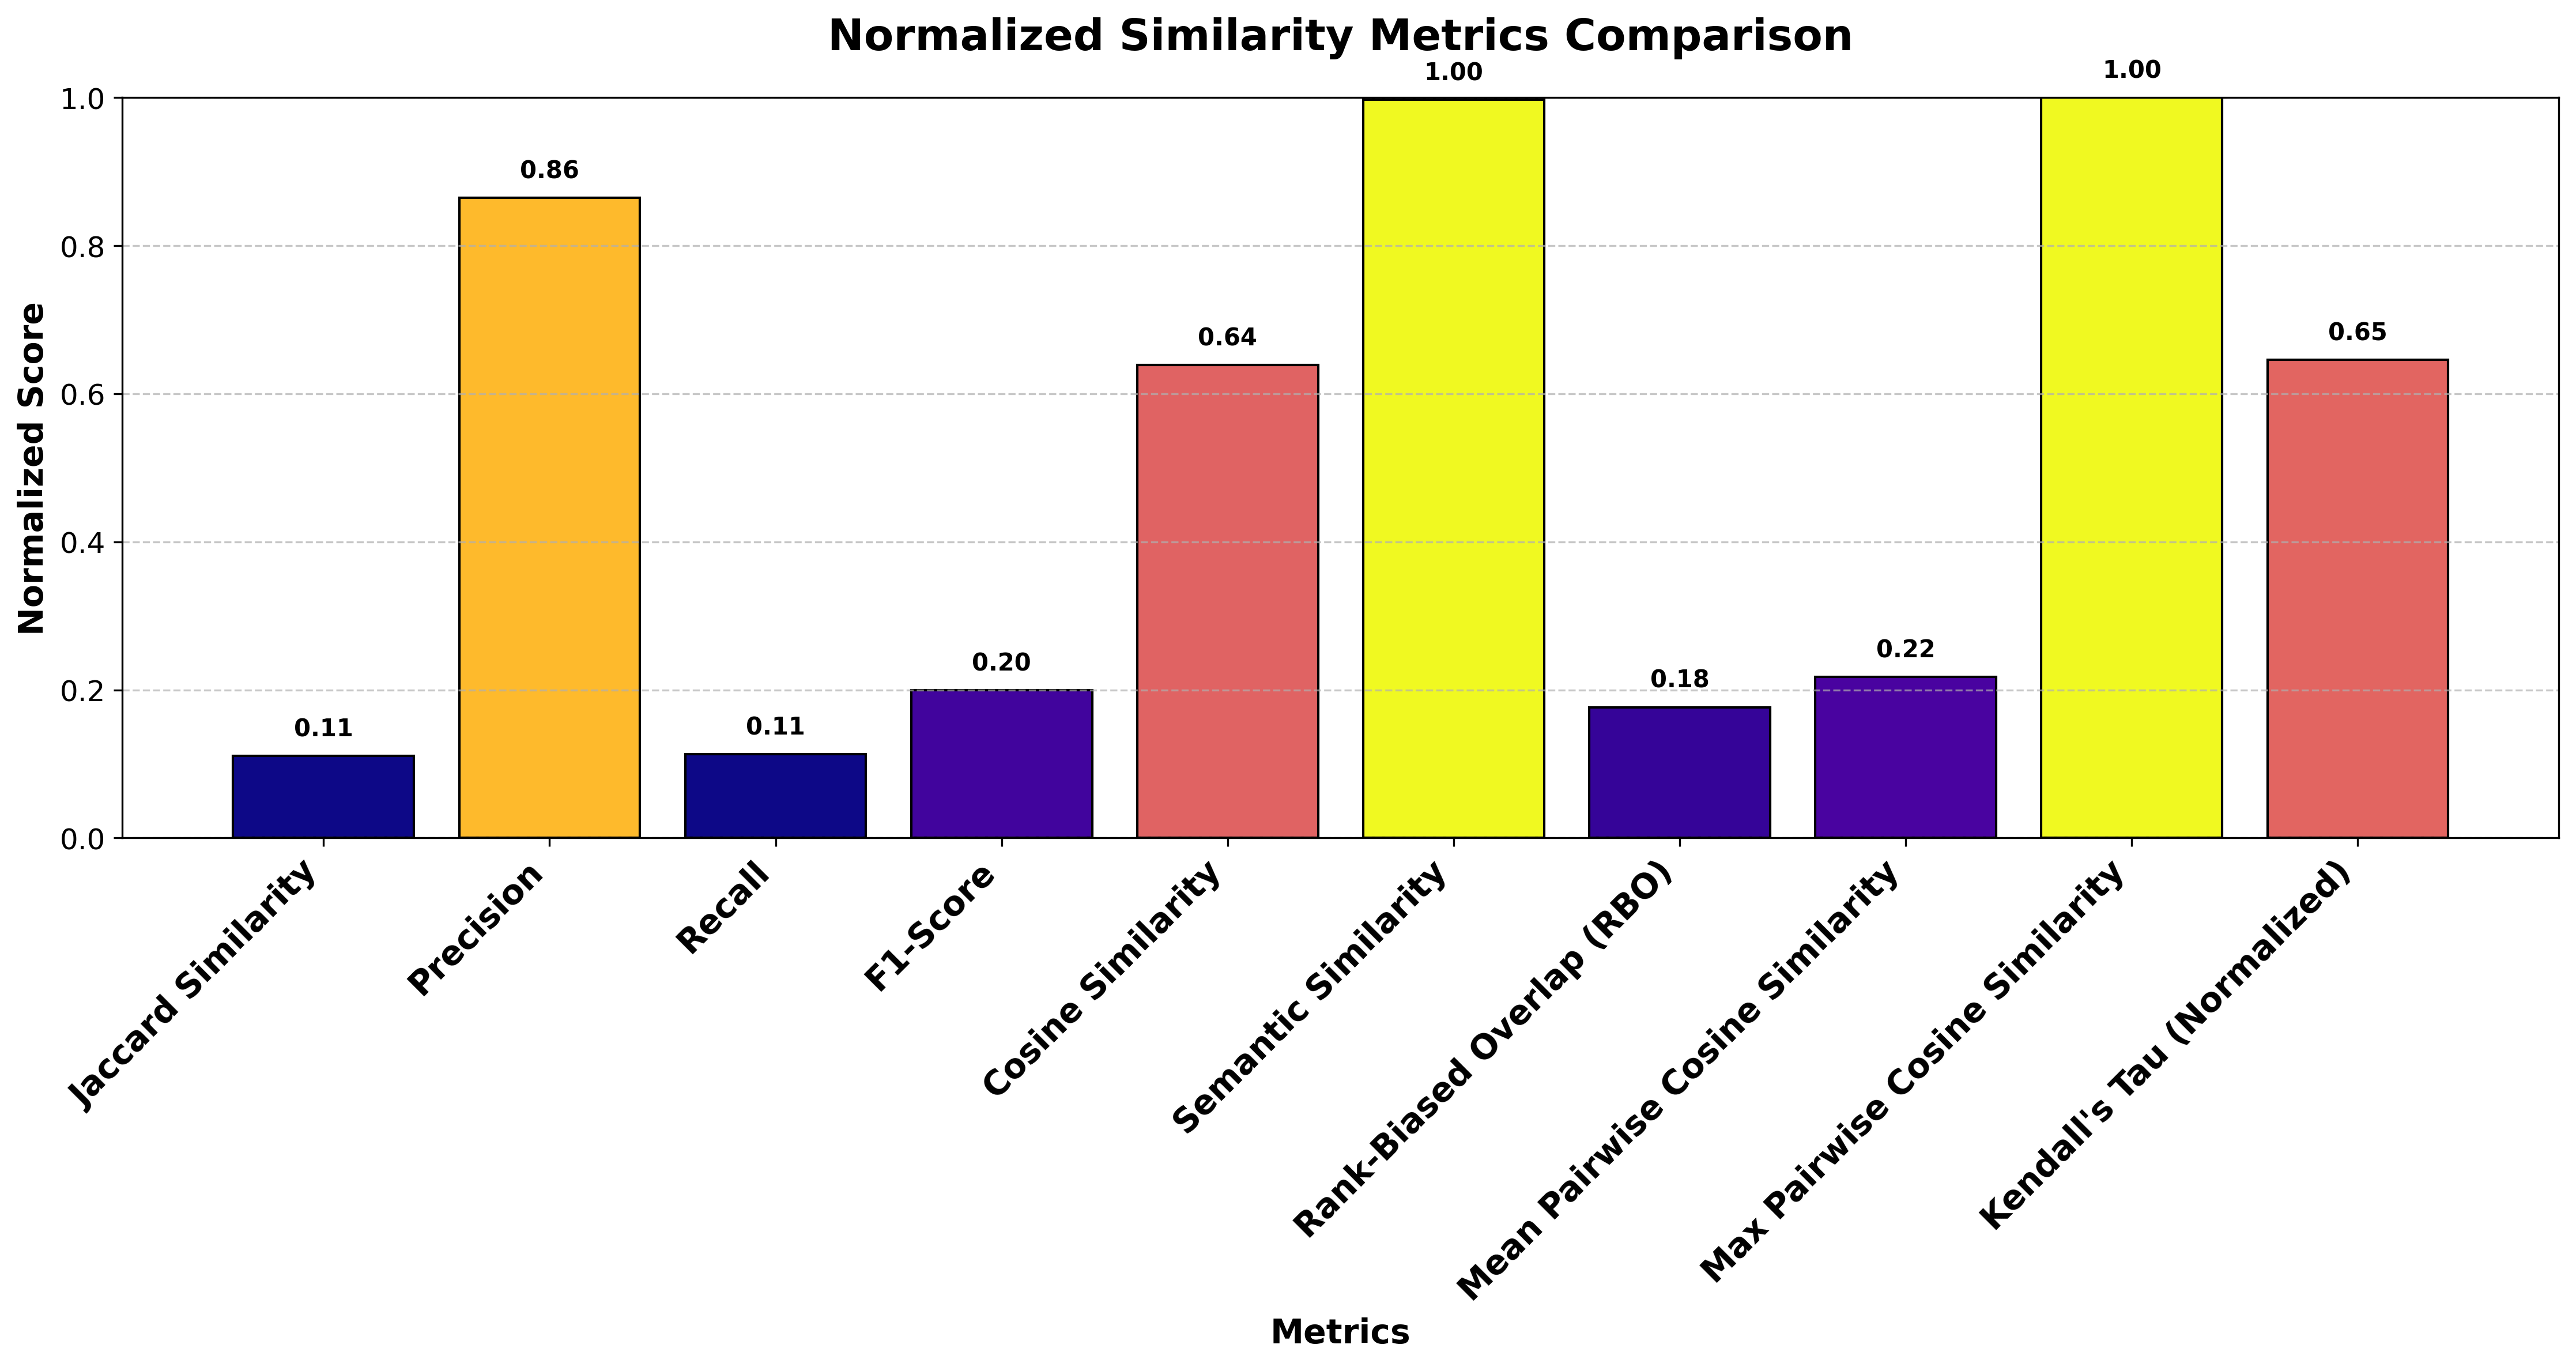 Normalized Similarity Metrics Comparison
Normalized Score
1.0
0.8
0.6
0.4
0.2
0.0
0.11
0.86
0.11
0.20
0.64
1.00
0.18
0.22
1.00
0.65
Jaccard Similarity
Precision
Recall
F1-Score
Cosine Similarity
Semantic Similarity
Rank-Biased Overlap (RBO)
Mean Pairwise Cosine Similarity
Max Pairwise Cosine Similarity
Kendall's Tau (Normalized)
Metrics